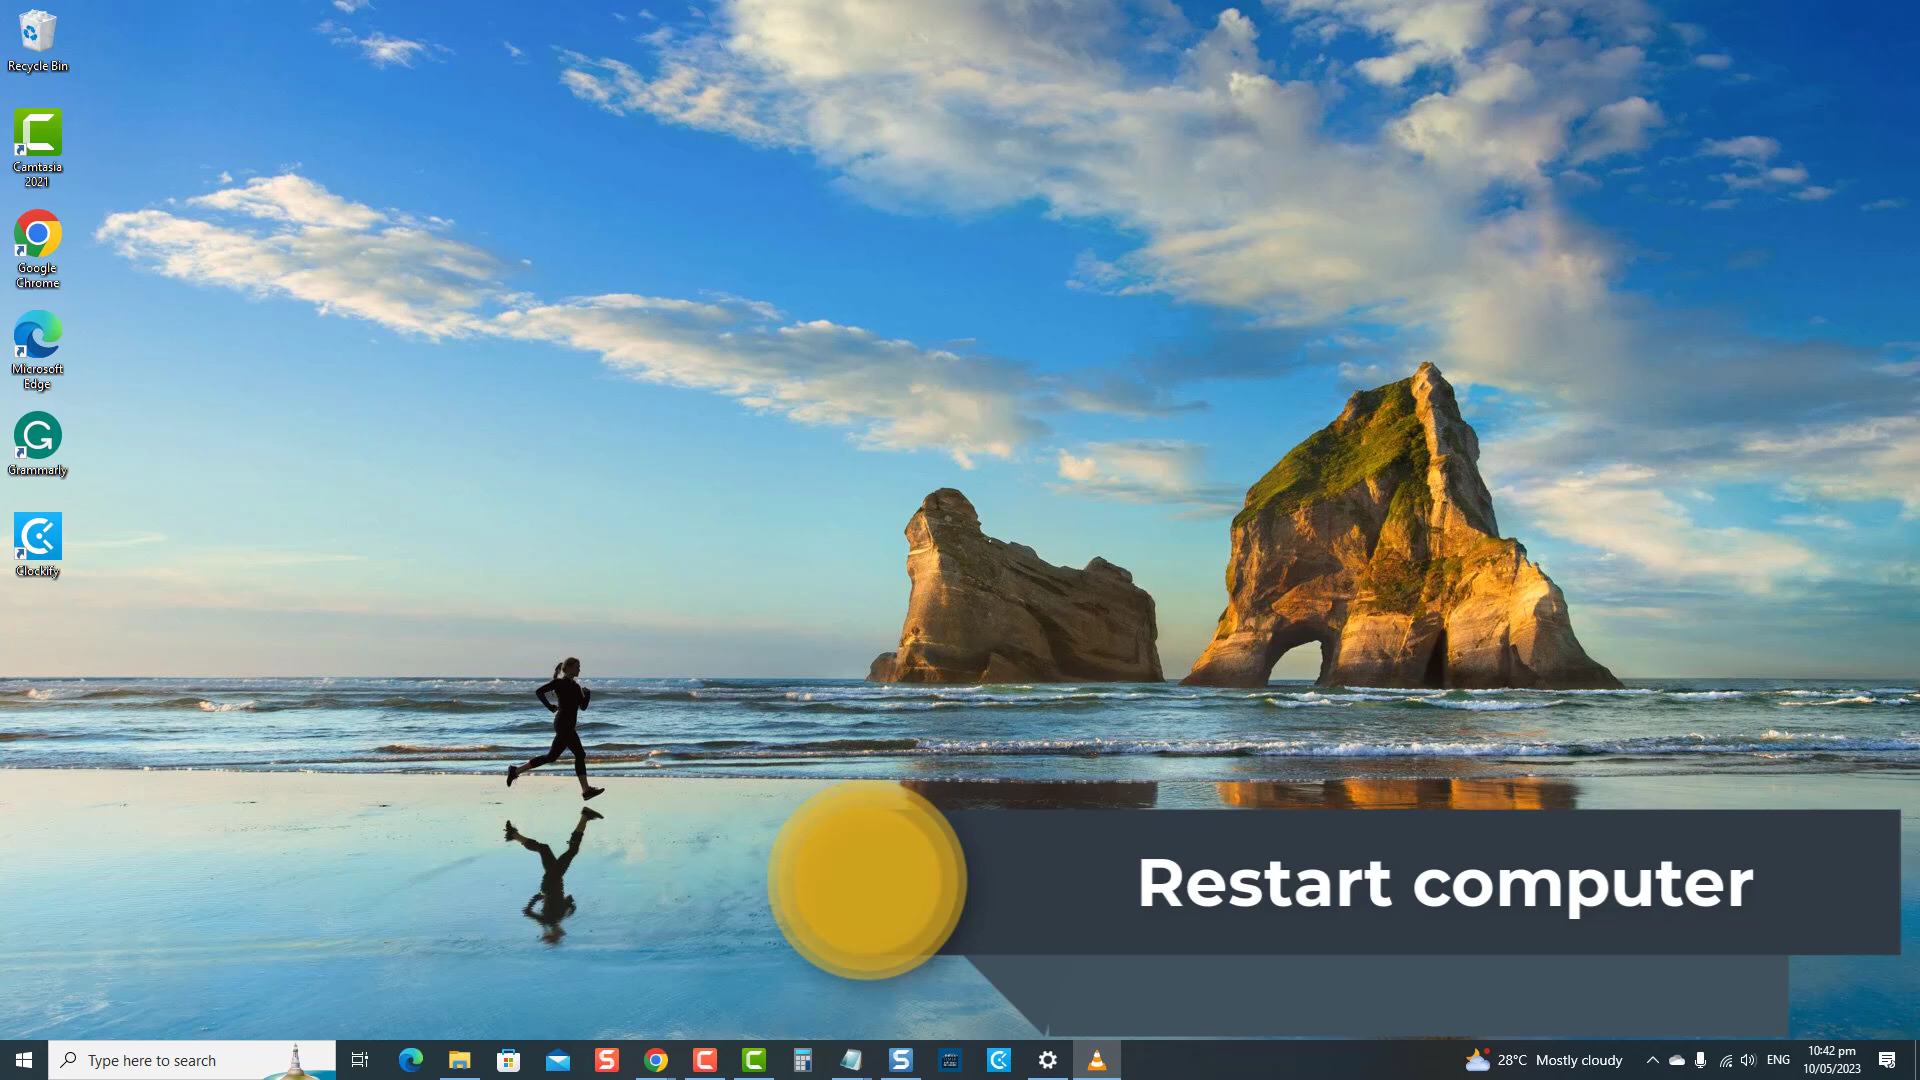 Recycle Bin
Camtasia
2021
Google
Chrome
Microsoft
Edge
Grammarly
Clockify
Restart computer
Type here to search
28°C Mostly cloudy
ENG
10:42 pm
10/05/2023